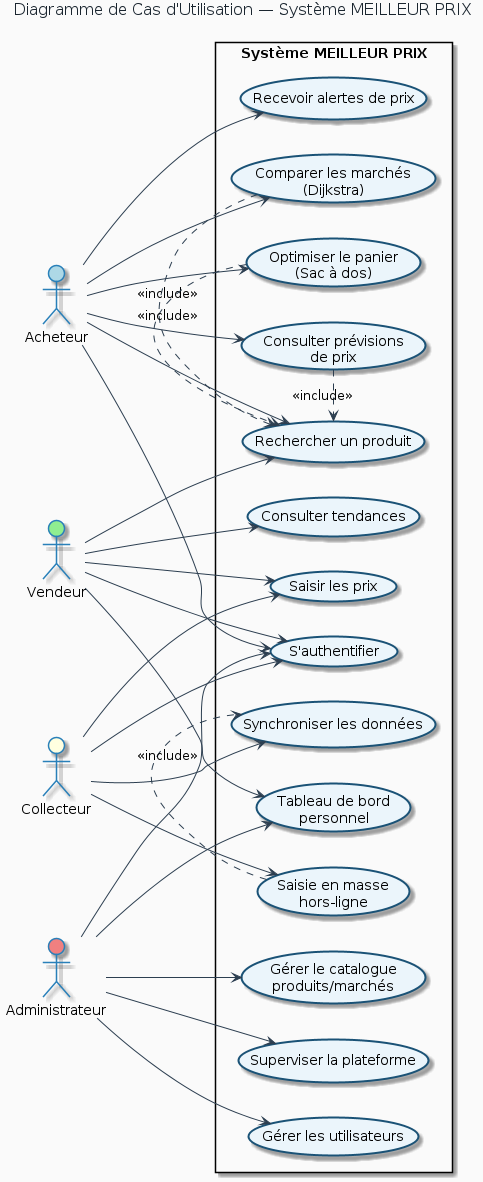 Diagramme de Cas d'Utilisation — Système MEILLEUR PRIX
Système MEILLEUR PRIX
Recevoir alertes de prix
Comparer les marchés
(Dijkstra)
Optimiser le panier
(Sac à dos)
«include»
«include»
Acheteur
Consulter prévisions
de prix
«include»
Rechercher un produit
Consulter tendances
Vendeur
Saisir les prix
S'authentifier
Synchroniser les données
«include»
Collecteur
Tableau de bord
personnel
Saisie en masse
hors-ligne
Administrateur
Gérer le catalogue
produits/marchés
Superviser la plateforme
Gérer les utilisateurs